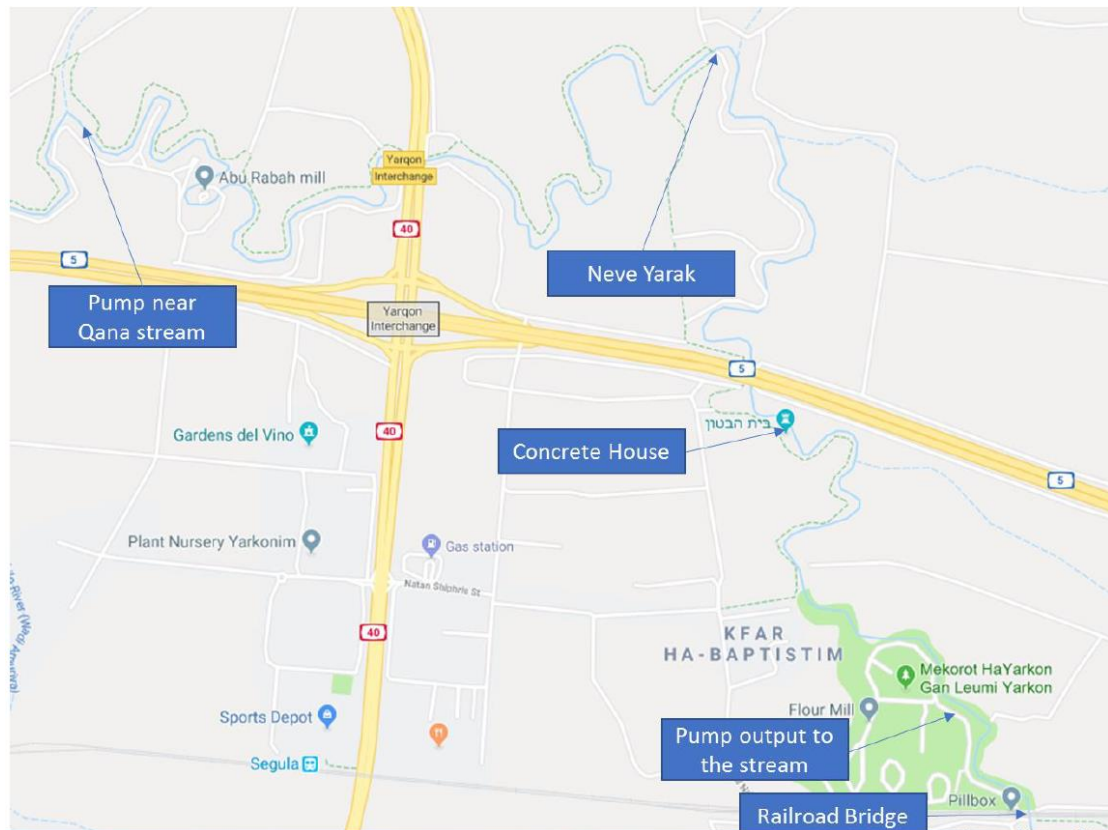 Yarqon
Interchange
40
Abu Rabah mill
5
Neve Yarak
Pump near
Qana stream
Yarqon
Interchange
5
בית הבטון
Concrete House
40
Gardens del Vino
5
Plant Nursery Yarkonim
Gas station
Natan Shiphris St
40
KFAR
HA-BAPTISTIM
Mekorot HaYarkon
Gan Leumi Yarkon
Flour Mill
Sports Depot
Pump output to
the stream
Segula
Pillbox
Railroad Bridge